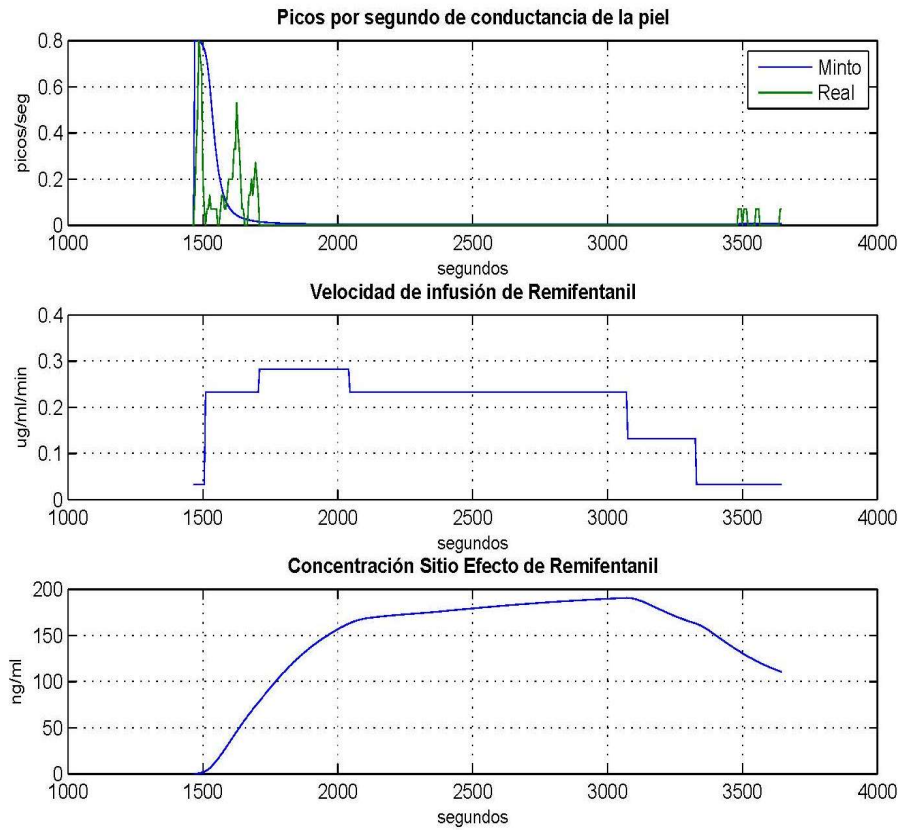 Picos por segundo de conductancia de la piel
0.8
0.6
0.4
0.2
0
picos/seg
Minto
Real
1000 1500 2000 2500 3000 3500 4000
segundos
Velocidad de infusión de Remifentanil
0.4
0.3
0.2
0.1
0
ug/ml/min
1000 1500 2000 2500 3000 3500 4000
segundos
Concentración Sitio Efecto de Remifentanil
200
150
100
50
0
ng/ml
1000 1500 2000 2500 3000 3500 4000
segundos